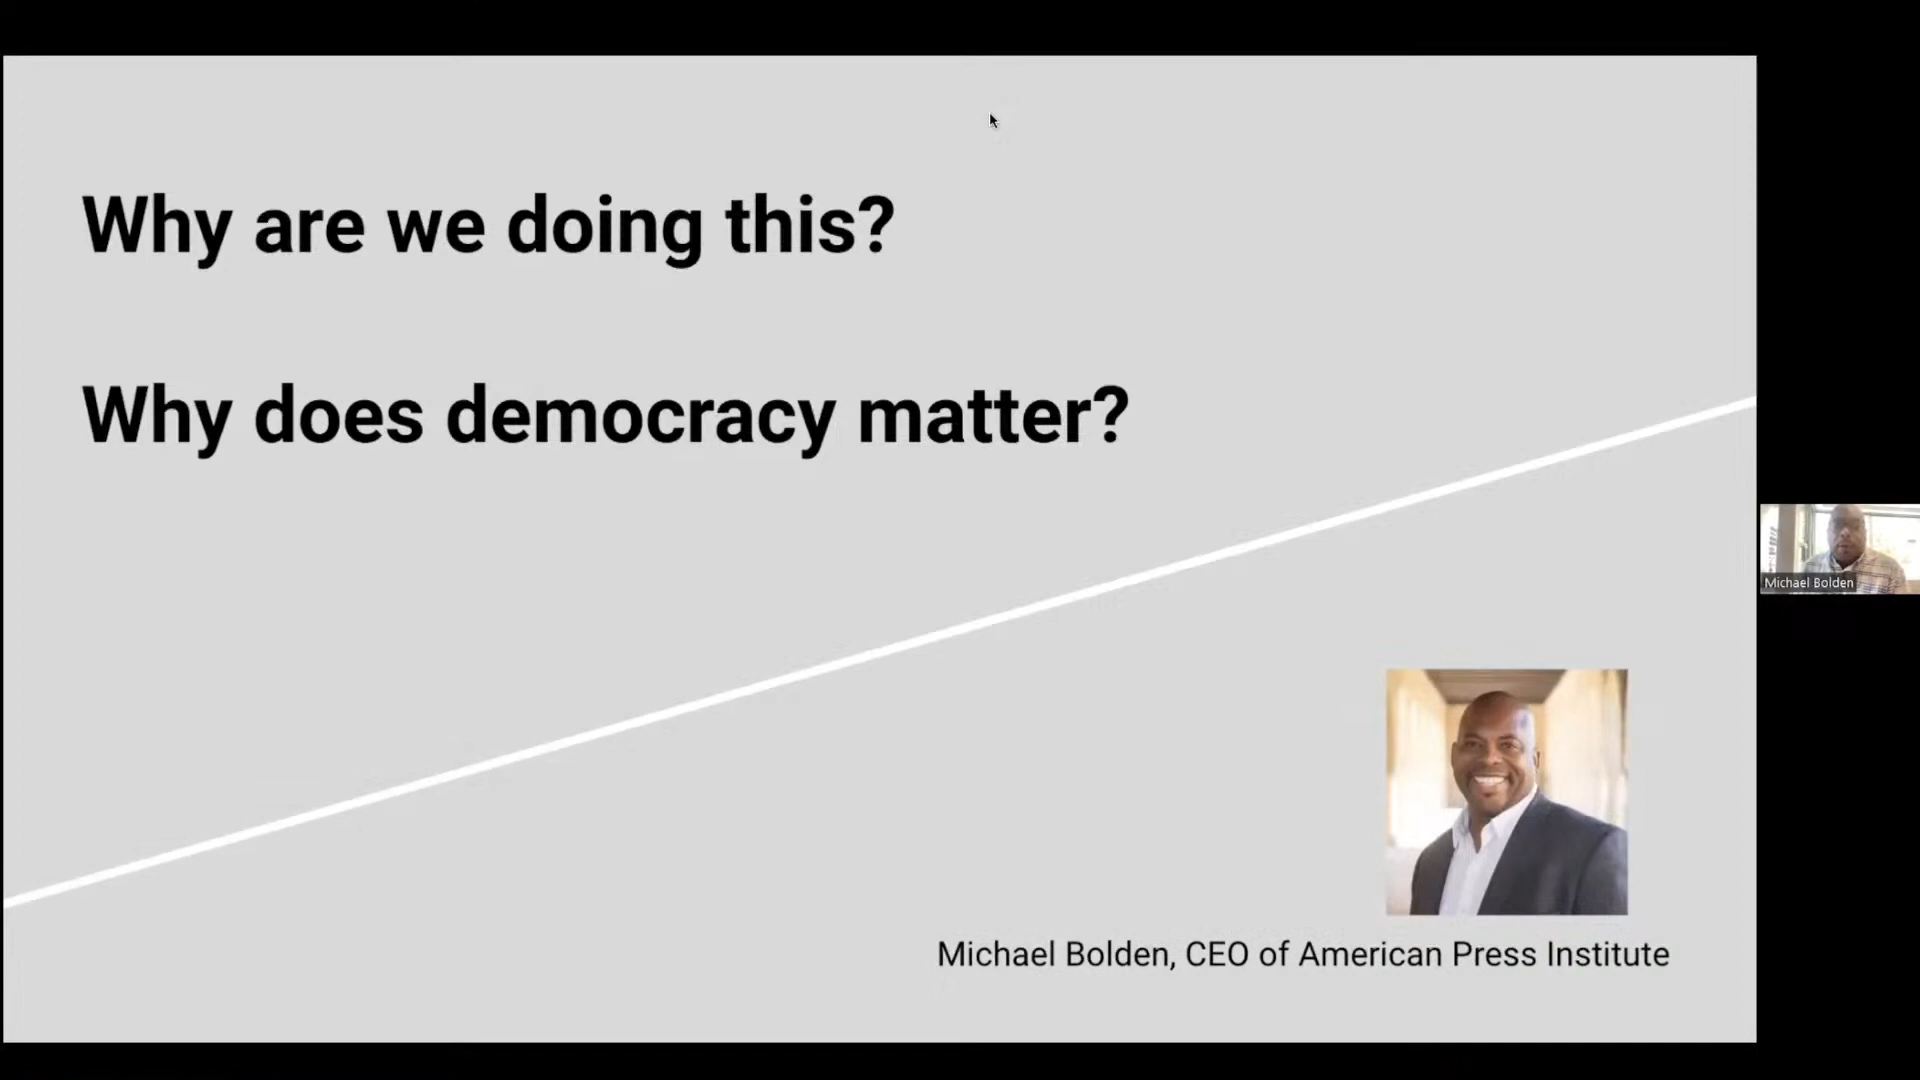 Why are we doing this?
Why does democracy matter?
Michael Bolden
Michael Bolden, CEO of American Press Institute